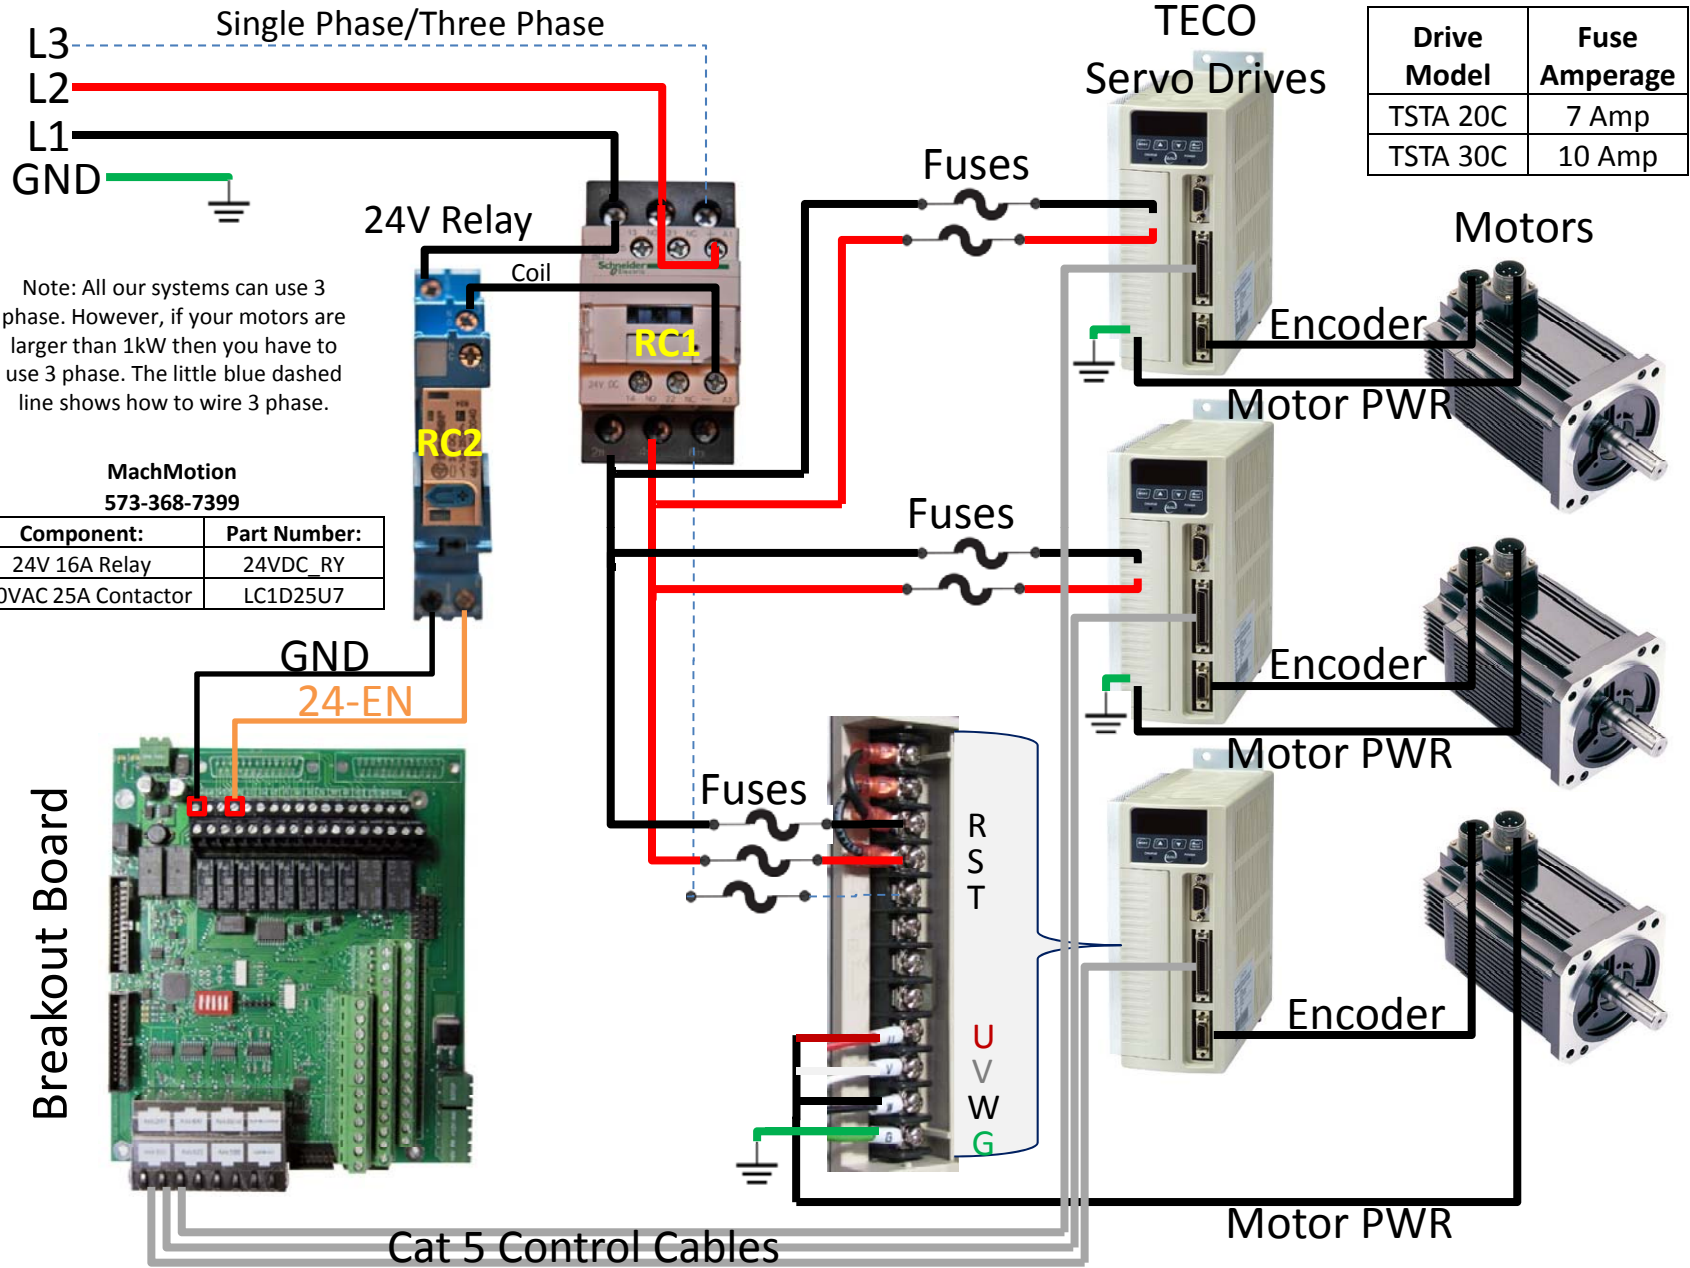 Single Phase/Three Phase
L3
L2
L1
GND
TECO
Servo Drives
Drive Model
Fuse Amperage
TSTA 20C
7 Amp
TSTA 30C
10 Amp
Fuses
24V Relay
Coil
Schneider
RC1
RC2
Motors
Encoder
Motor PWR
Note: All our systems can use 3
phase. However, if your motors are
larger than 1kW then you have to
use 3 phase. The little blue dashed
line shows how to wire 3 phase.
MachMotion
573-368-7399
Component:
Part Number:
24V 16A Relay
24VDC_RY
0VAC 25A Contactor
LC1D25U7
Fuses
Encoder
Motor PWR
GND
24-EN
Breakout Board
Fuses
R
S
T
U
V
W
G
Encoder
Motor PWR
Cat 5 Control Cables